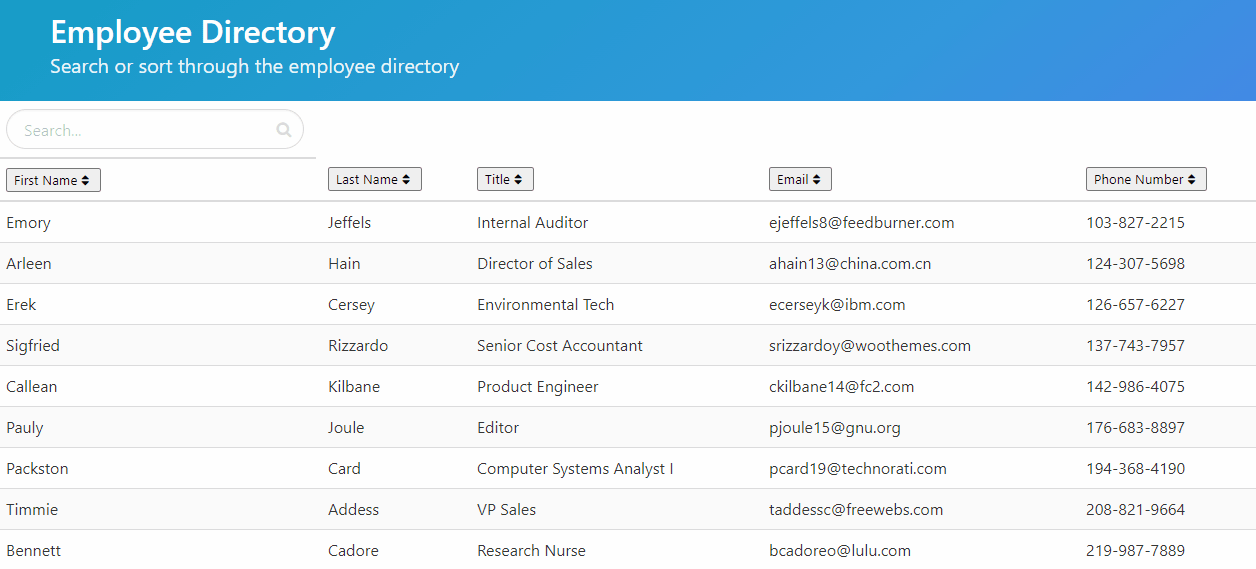 Employee Directory
Search or sort through the employee directory
Search...
First Name Last Name Title Email Phone Number
Emory Jeffels Internal Auditor ejeffels8@feedburner.com 103-827-2215
Arleen Hain Director of Sales ahain13@china.com.cn 124-307-5698
Erek Cersey Environmental Tech ecerseyk@ibm.com 126-657-6227
Sigfried Rizzardo Senior Cost Accountant srizzardoy@woothemes.com 137-743-7957
Callean Kilbane Product Engineer ckilbane14@fc2.com 142-986-4075
Pauly Joule Editor pjoule15@gnu.org 176-683-8897
Packston Card Computer Systems Analyst I pcard19@technorati.com 194-368-4190
Timmie Addess VP Sales taddessc@freewebs.com 208-821-9664
Bennett Cadore Research Nurse bcadoreo@lulu.com 219-987-7889